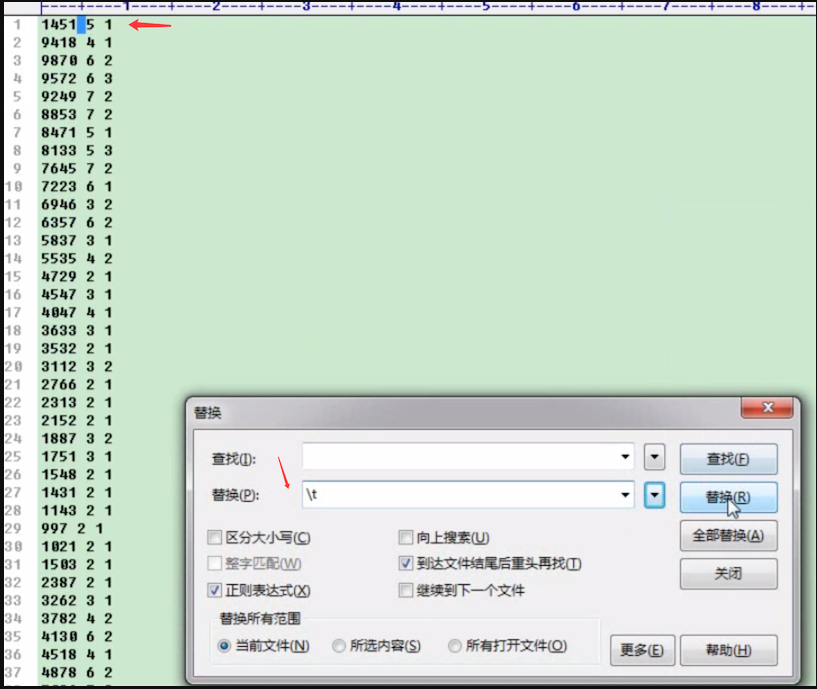 ----+----1----+----2----+----3----+----4----+----5----+----6----+----7----+----8----+-
1 1451 5 1
2 9418 4 1
3 9870 6 2
4 9572 6 3
5 9249 7 2
6 8853 7 2
7 8471 5 1
8 8133 5 3
9 7645 7 2
10 7223 6 1
11 6946 3 2
12 6357 6 2
13 5837 3 1
14 5535 4 2
15 4729 2 1
16 4547 3 1
17 4047 4 1
18 3633 3 1
19 3532 2 1
20 3112 3 2
21 2766 2 1
22 2313 2 1
23 2152 2 1
24 1887 3 2
25 1751 3 1
26 1548 2 1
27 1431 2 1
28 1143 2 1
29 997 2 1
30 1021 2 1
31 1503 2 1
32 2387 2 1
33 3262 3 1
34 3782 4 2
35 4130 6 2
36 4518 4 1
37 4878 6 2
替换
查找(I):
查找(F)
替换(P): \t
替换(R)
区分大小写(C)
向上搜索(U)
全部替换(A)
整字匹配(W)
到达文件结尾后重头再找(T)
正则表达式(X)
继续到下一个文件
关闭
替换所有范围
当前文件(N)
所选内容(S)
所有打开文件(O)
更多(E)
帮助(H)